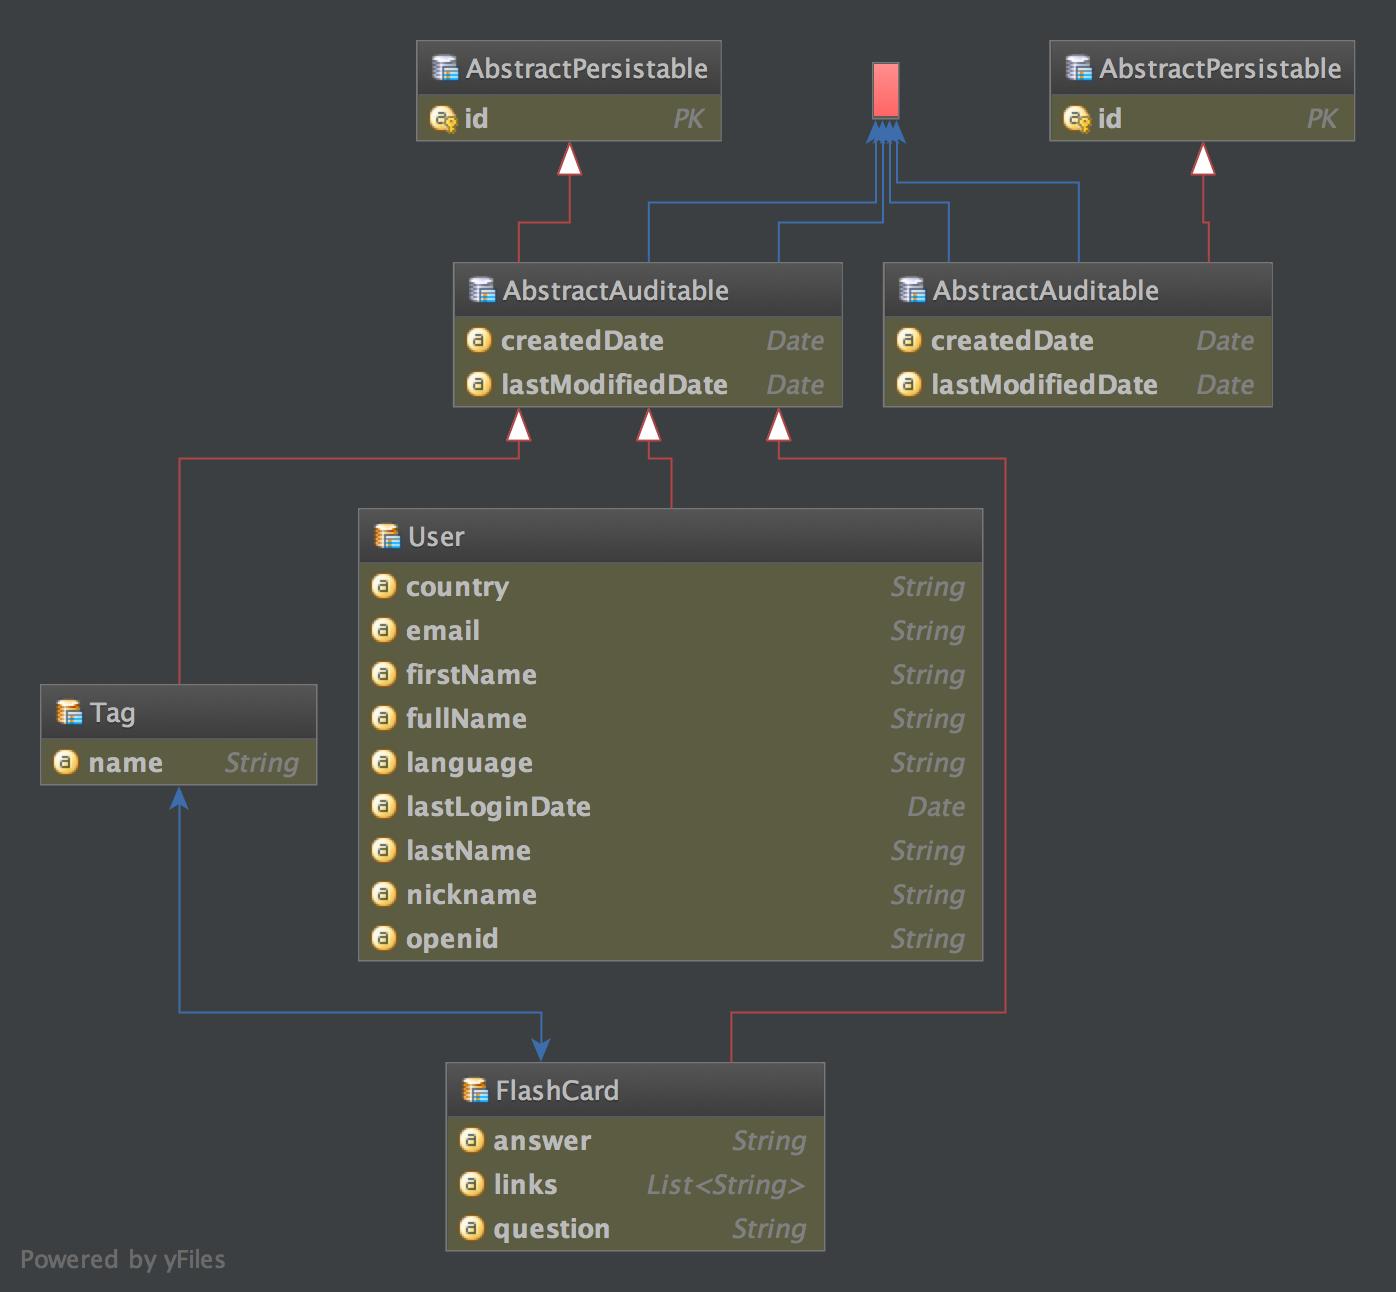 AbstractPersistable
id PK
AbstractPersistable
id PK
AbstractAuditable
createdDate Date
lastModifiedDate Date
AbstractAuditable
createdDate Date
lastModifiedDate Date
User
country String
email String
firstName String
fullName String
language String
lastLoginDate Date
lastName String
nickname String
openid String
Tag
name String
FlashCard
answer String
links List<String>
question String
Powered by yFiles